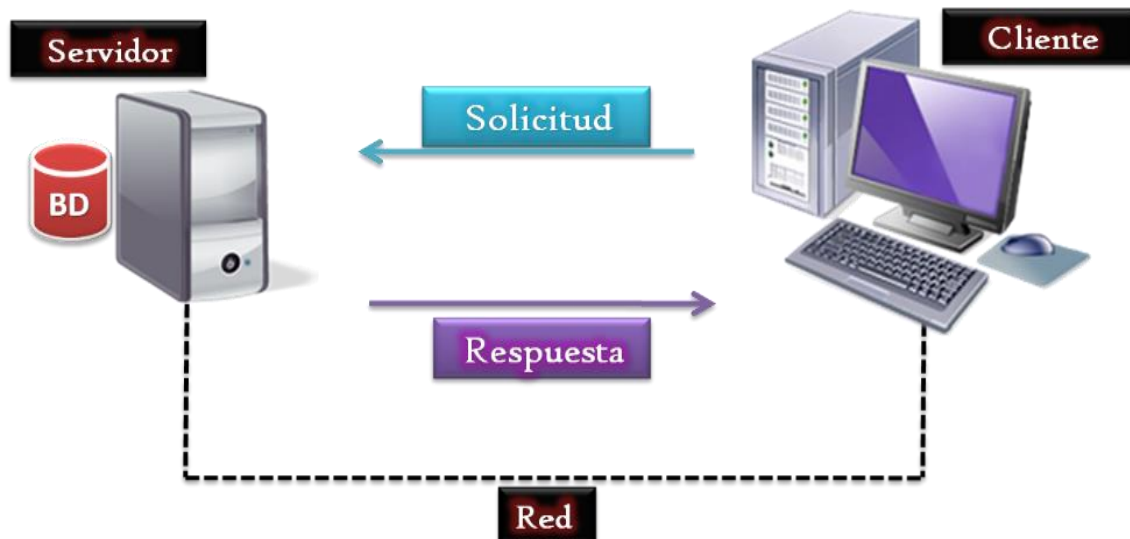 Servidor
Cliente
Solicitud
BD
Respuesta
Red